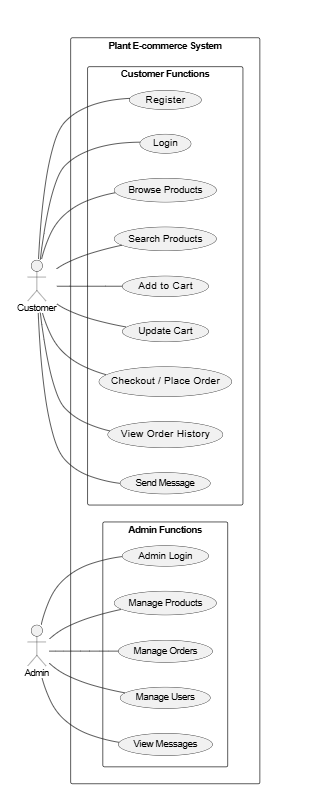 Plant E-commerce System
Customer Functions
Register
Login
Browse Products
Search Products
Add to Cart
Customer
Update Cart
Checkout / Place Order
View Order History
Send Message
Admin Functions
Admin Login
Manage Products
Manage Orders
Admin
Manage Users
View Messages